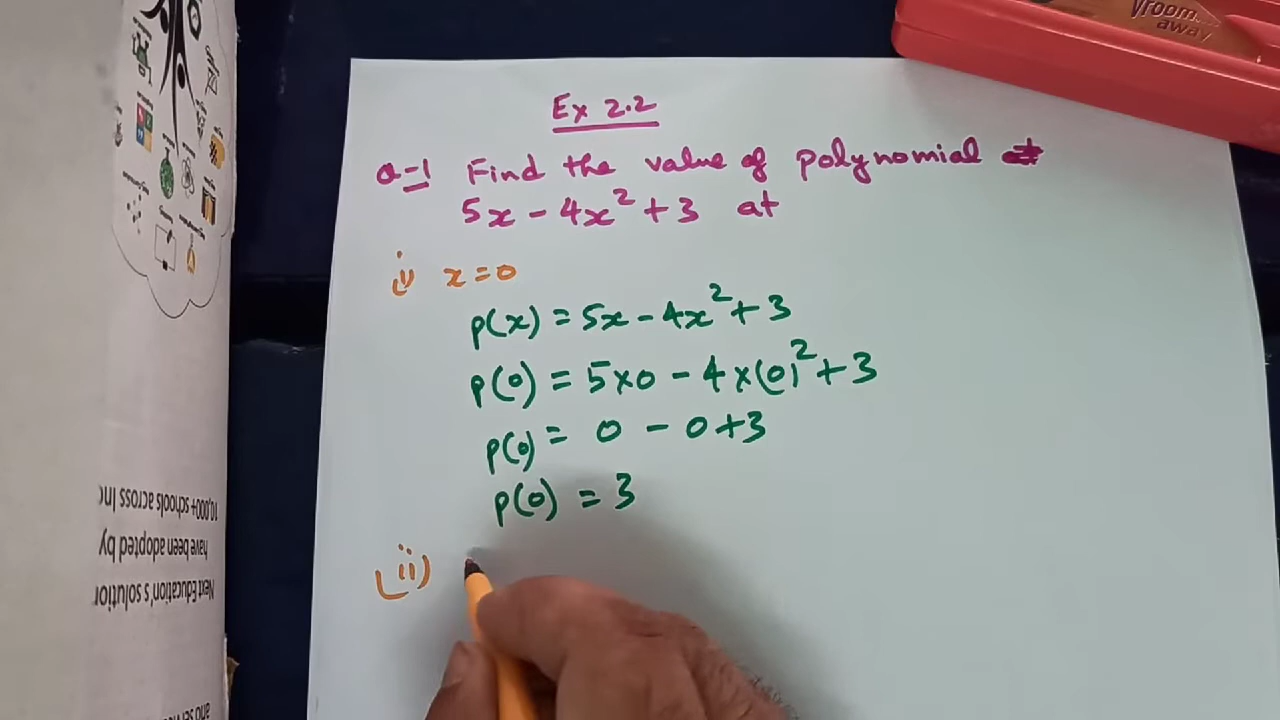 Vroom
away
Ex 2.2
Q-1 Find the value of polynomial
5x - 4x² + 3 at
(i) x = 0
p(x) = 5x - 4x² + 3
p(0) = 5×0 - 4×(0)² + 3
p(0) = 0 - 0 + 3
p(0) = 3
(ii)
10,000+ schools across
have been adopted by
Next Education's solution